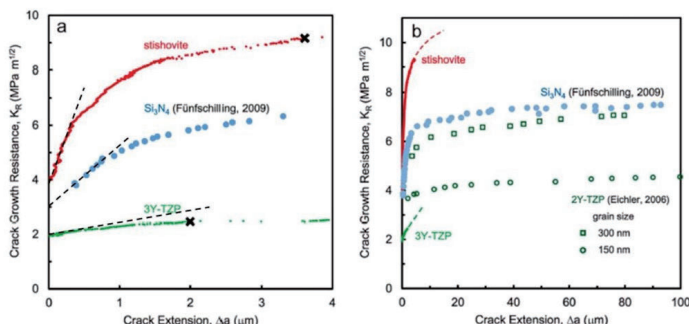 a
stishovite
Si₃N₄ (Fünfschilling, 2009)
3Y-TZP
Crack Growth Resistance, K_R (MPa m^1/2)
10
8
6
4
2
0
0
1
2
3
4
Crack Extension, Δa (μm)
b
stishovite
Si₃N₄ (Fünfschilling, 2009)
2Y-TZP (Eichler, 2006)
grain size
300 nm
150 nm
3Y-TZP
Crack Growth Resistance, K_R (MPa m^1/2)
10
8
6
4
2
0
0
20
40
60
80
100
Crack Extension, Δa (μm)